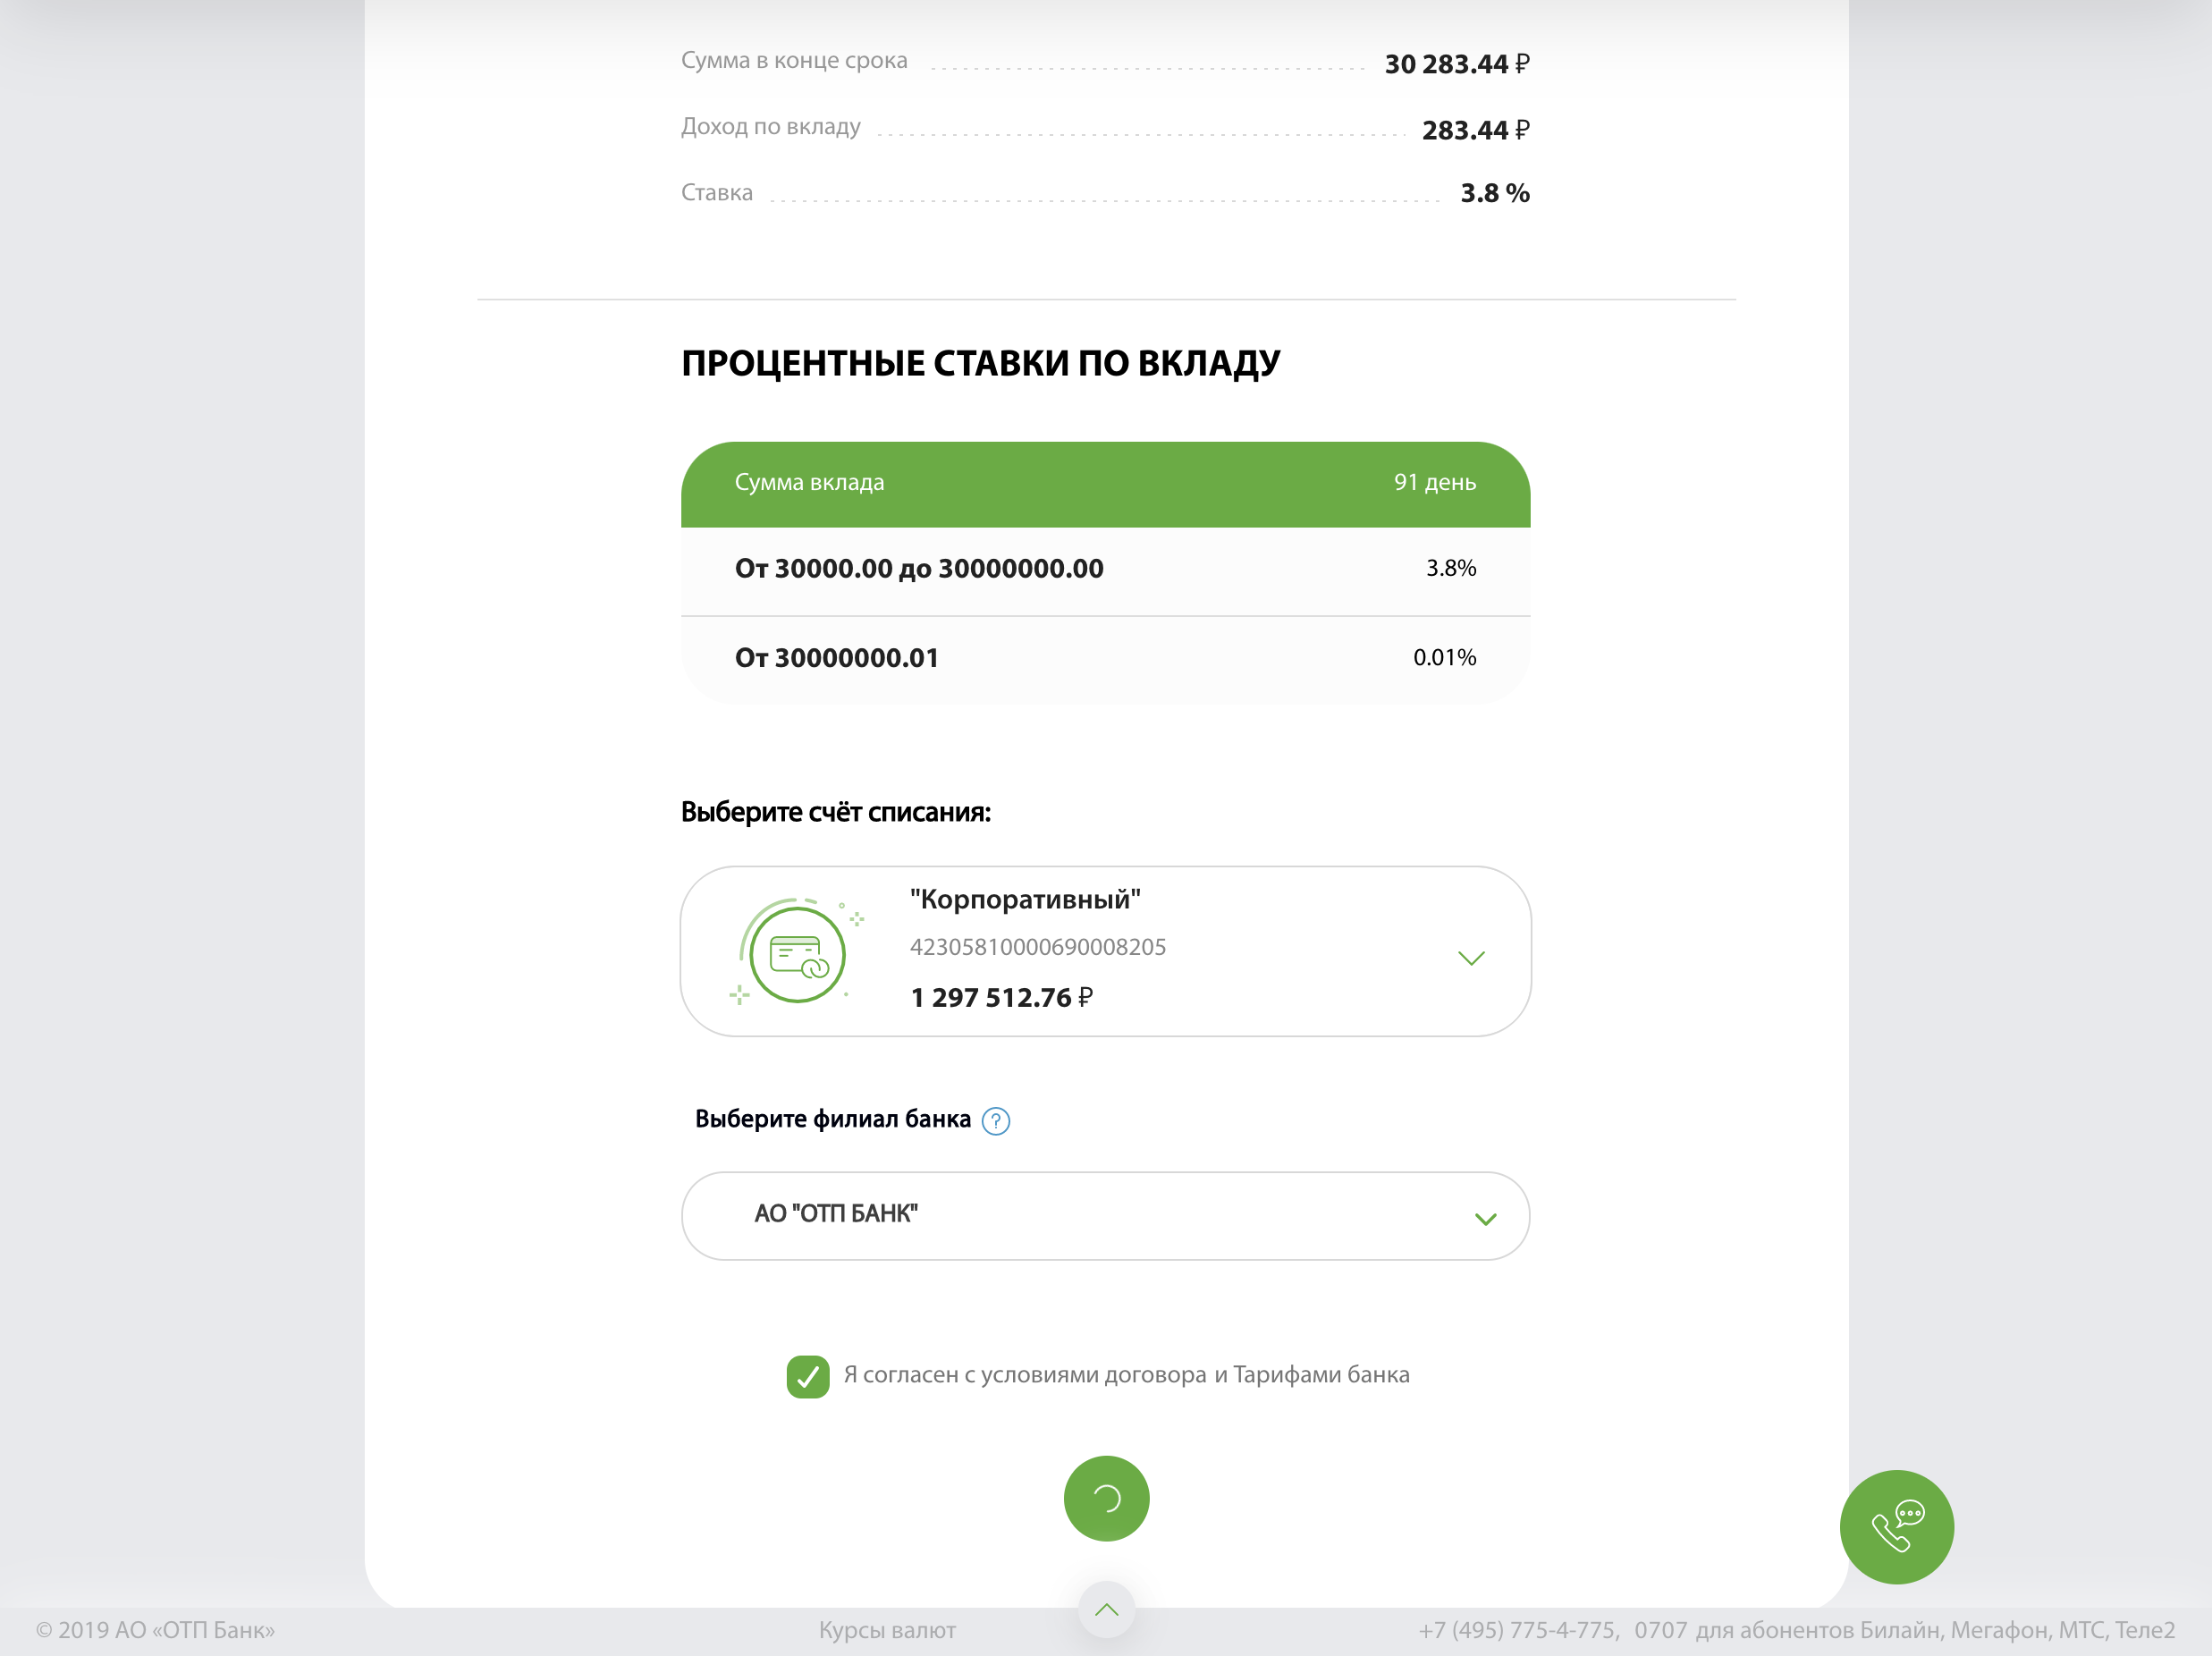 Сумма в конце срока 30 283.44 ₽
Доход по вкладу 283.44 ₽
Ставка 3.8 %
ПРОЦЕНТНЫЕ СТАВКИ ПО ВКЛАДУ
Сумма вклада 91 день
От 30000.00 до 30000000.00 3.8%
От 30000000.01 0.01%
Выберите счёт списания:
"Корпоративный"
42305810000690008205
1 297 512.76 ₽
Выберите филиал банка ?
АО "ОТП БАНК"
Я согласен с условиями договора и Тарифами банка
© 2019 АО «ОТП Банк» Курсы валют +7 (495) 775-4-775, 0707 для абонентов Билайн, Мегафон, МТС, Теле2